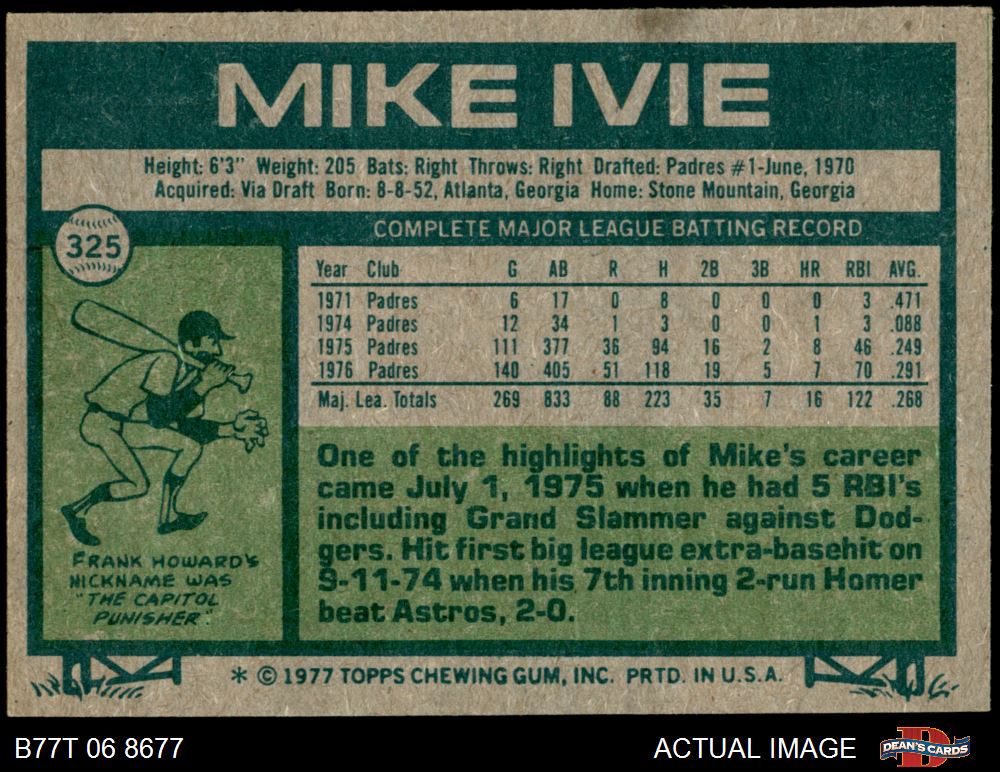 MIKE IVIE
Height: 6'3" Weight: 205 Bats: Right Throws: Right Drafted: Padres #1-June, 1970
Acquired: Via Draft Born: 8-8-52, Atlanta, Georgia Home: Stone Mountain, Georgia
325
COMPLETE MAJOR LEAGUE BATTING RECORD
Year Club G AB R H 2B 3B HR RBI AVG.
1971 Padres 6 17 0 8 0 0 0 3 .471
1974 Padres 12 34 1 3 0 0 1 3 .088
1975 Padres 111 377 36 94 16 2 8 46 .249
1976 Padres 140 405 51 118 19 5 7 70 .291
Maj. Lea. Totals 269 833 88 223 35 7 16 122 .268
FRANK HOWARD'S
NICKNAME WAS
"THE CAPITOL
PUNISHER".
One of the highlights of Mike's career
came July 1, 1975 when he had 5 RBI's
including Grand Slammer against Dod-
gers. Hit first big league extra-basehit on
9-11-74 when his 7th inning 2-run Homer
beat Astros, 2-0.
* © 1977 TOPPS CHEWING GUM, INC. PRTD. IN U.S.A.
B77T 06 8677
ACTUAL IMAGE
DEAN'S CARDS